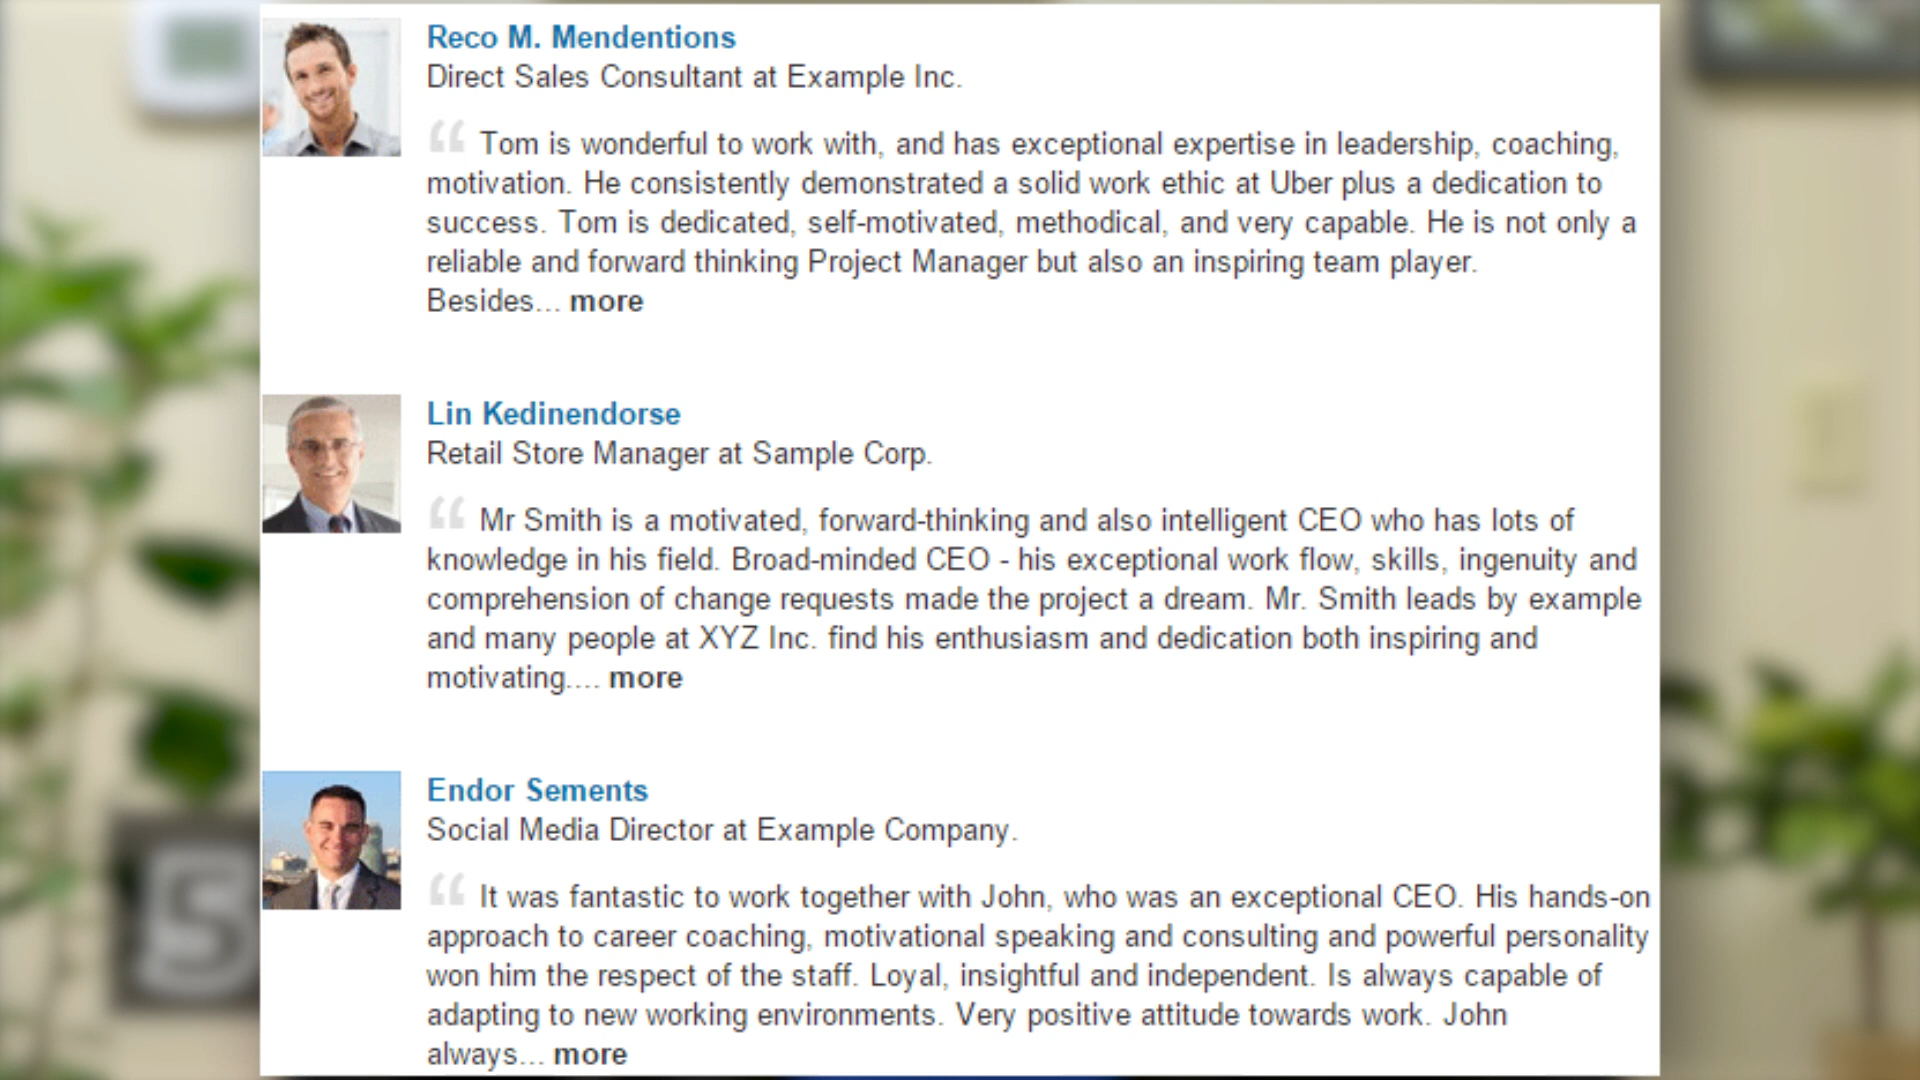 Reco M. Mendentions
Direct Sales Consultant at Example Inc.
“ Tom is wonderful to work with, and has exceptional expertise in leadership, coaching,
motivation. He consistently demonstrated a solid work ethic at Uber plus a dedication to
success. Tom is dedicated, self-motivated, methodical, and very capable. He is not only a
reliable and forward thinking Project Manager but also an inspiring team player.
Besides... more
Lin Kedinendorse
Retail Store Manager at Sample Corp.
“ Mr Smith is a motivated, forward-thinking and also intelligent CEO who has lots of
knowledge in his field. Broad-minded CEO - his exceptional work flow, skills, ingenuity and
comprehension of change requests made the project a dream. Mr. Smith leads by example
and many people at XYZ Inc. find his enthusiasm and dedication both inspiring and
motivating.... more
Endor Sements
Social Media Director at Example Company.
“ It was fantastic to work together with John, who was an exceptional CEO. His hands-on
approach to career coaching, motivational speaking and consulting and powerful personality
won him the respect of the staff. Loyal, insightful and independent. Is always capable of
adapting to new working environments. Very positive attitude towards work. John
always... more
5